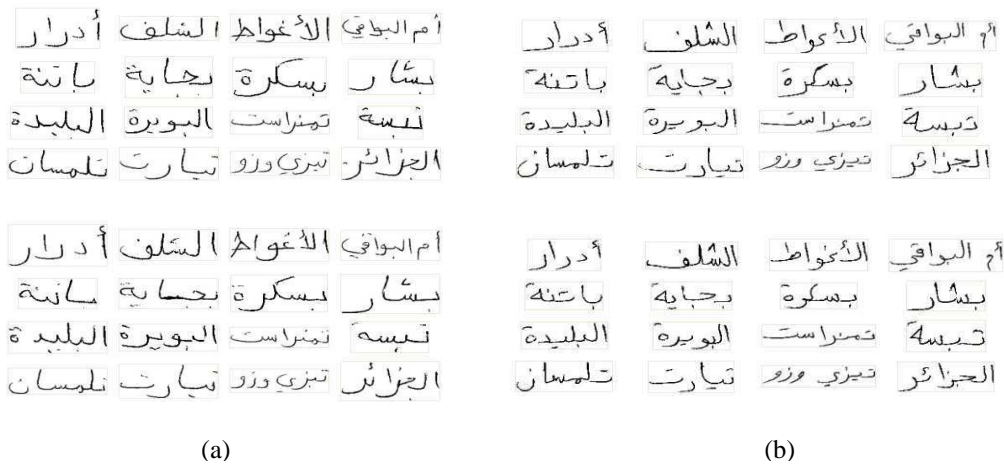 أدرار الشلف الأغواط أم البواقي
باتنة بجاية بسكرة بشار
البليدة البويرة تمنراست تبسة
تلمسان تيارت تيزي وزو الجزائر
أدرار الشلف الأغواط أم البواقي
باتنة بجاية بسكرة بشار
البليدة البويرة تمنراست تبسة
تلمسان تيارت تيزي وزو الجزائر
(a)
أدرار الشلف الأغواط أم البواقي
باتنة بجاية بسكرة بشار
البليدة البويرة تمنراست تبسة
تلمسان تيارت تيزي وزو الجزائر
أدرار الشلف الأغواط أم البواقي
باتنة بجاية بسكرة بشار
البليدة البويرة تمنراست تبسة
تلمسان تيارت تيزي وزو الجزائر
(b)